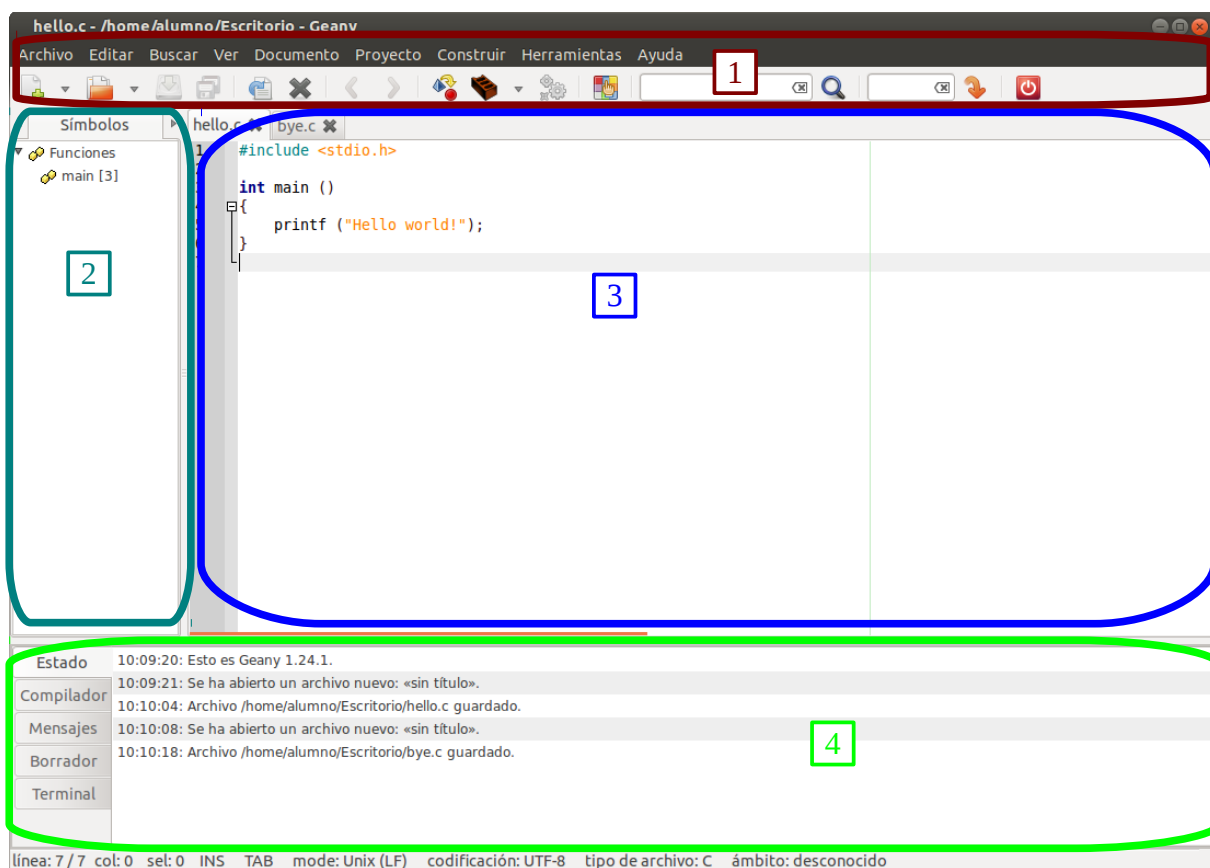 hello.c - /home/alumno/Escritorio - Geany
Archivo Editar Buscar Ver Documento Proyecto Construir Herramientas Ayuda
1
Símbolos
hello.c bye.c
Funciones
main [3]
2
1 #include <stdio.h>
int main ()
{
printf ("Hello world!");
}
3
Estado
Compilador
Mensajes
Borrador
Terminal
10:09:20: Esto es Geany 1.24.1.
10:09:21: Se ha abierto un archivo nuevo: «sin título».
10:10:04: Archivo /home/alumno/Escritorio/hello.c guardado.
10:10:08: Se ha abierto un archivo nuevo: «sin título».
10:10:18: Archivo /home/alumno/Escritorio/bye.c guardado.
4
línea: 7 / 7 col: 0 sel: 0 INS TAB mode: Unix (LF) codificación: UTF-8 tipo de archivo: C ámbito: desconocido